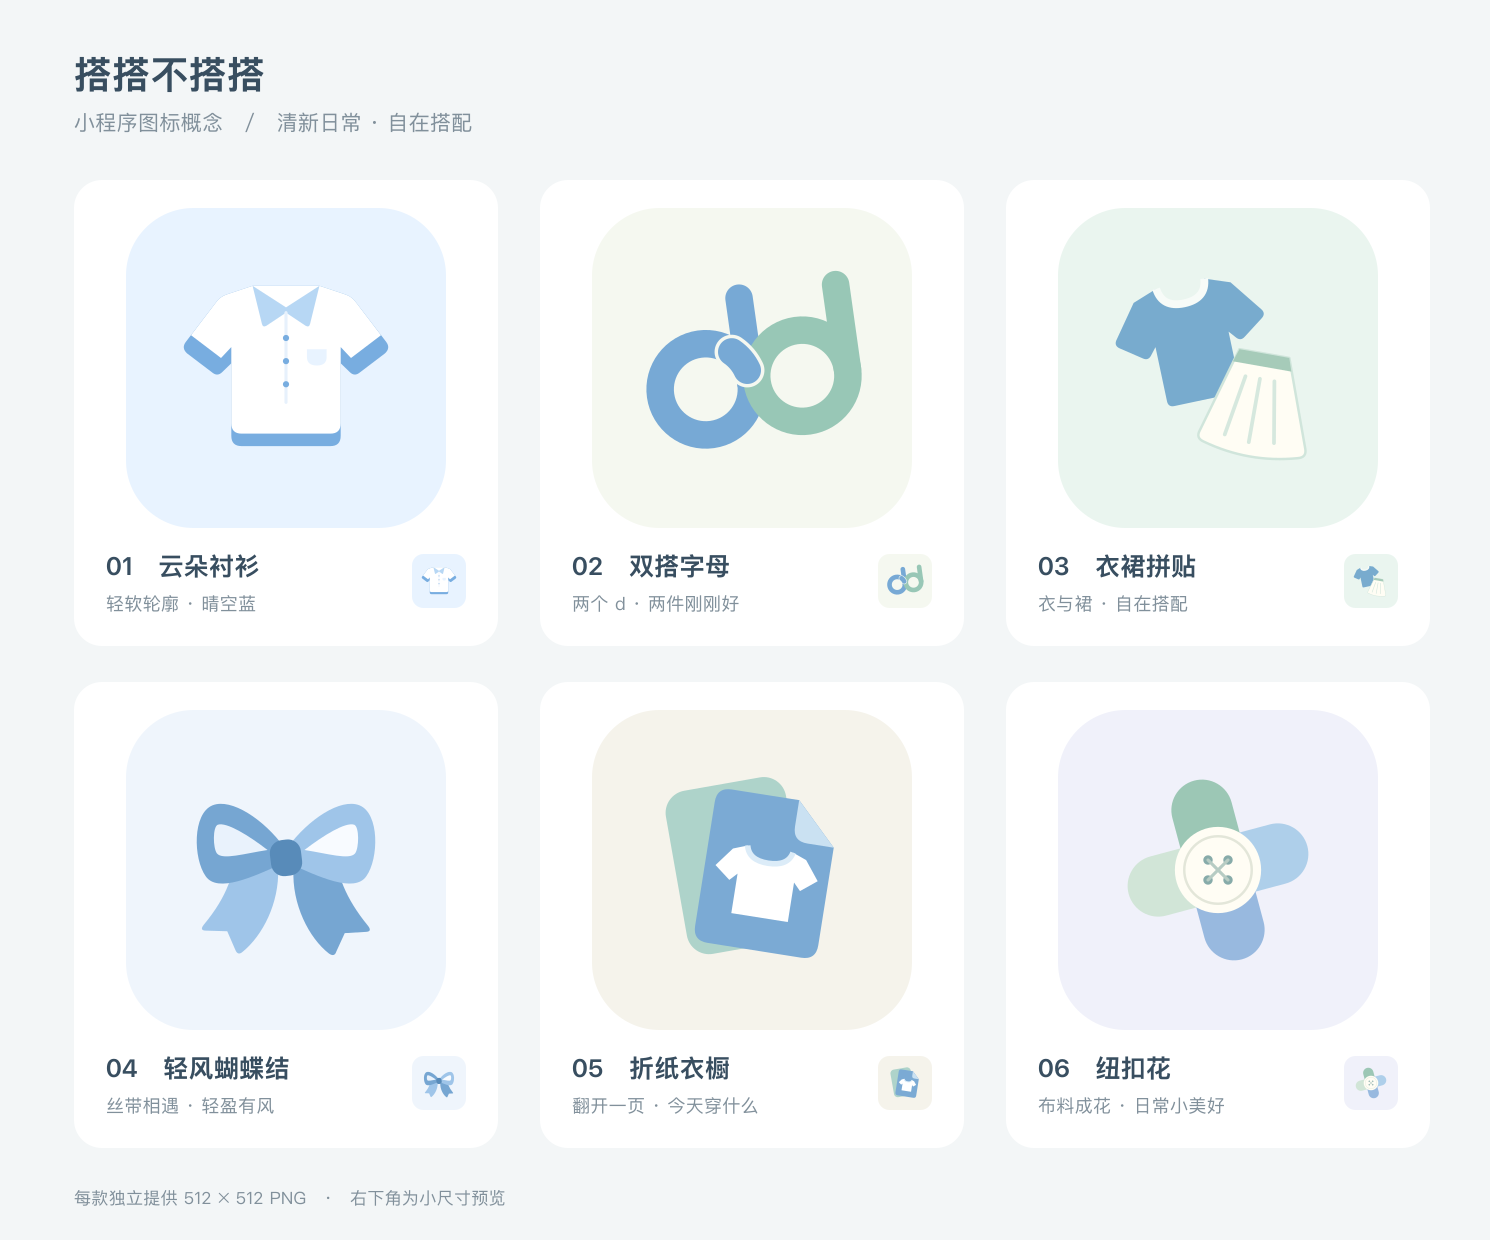 搭搭不搭搭
小程序图标概念 / 清新日常 · 自在搭配
01 云朵衬衫
轻软轮廓 · 晴空蓝
02 双搭字母
两个 d · 两件刚刚好
03 衣裙拼贴
衣与裙 · 自在搭配
04 轻风蝴蝶结
丝带相遇 · 轻盈有风
05 折纸衣橱
翻开一页 · 今天穿什么
06 纽扣花
布料成花 · 日常小美好
每款独立提供 512 × 512 PNG · 右下角为小尺寸预览